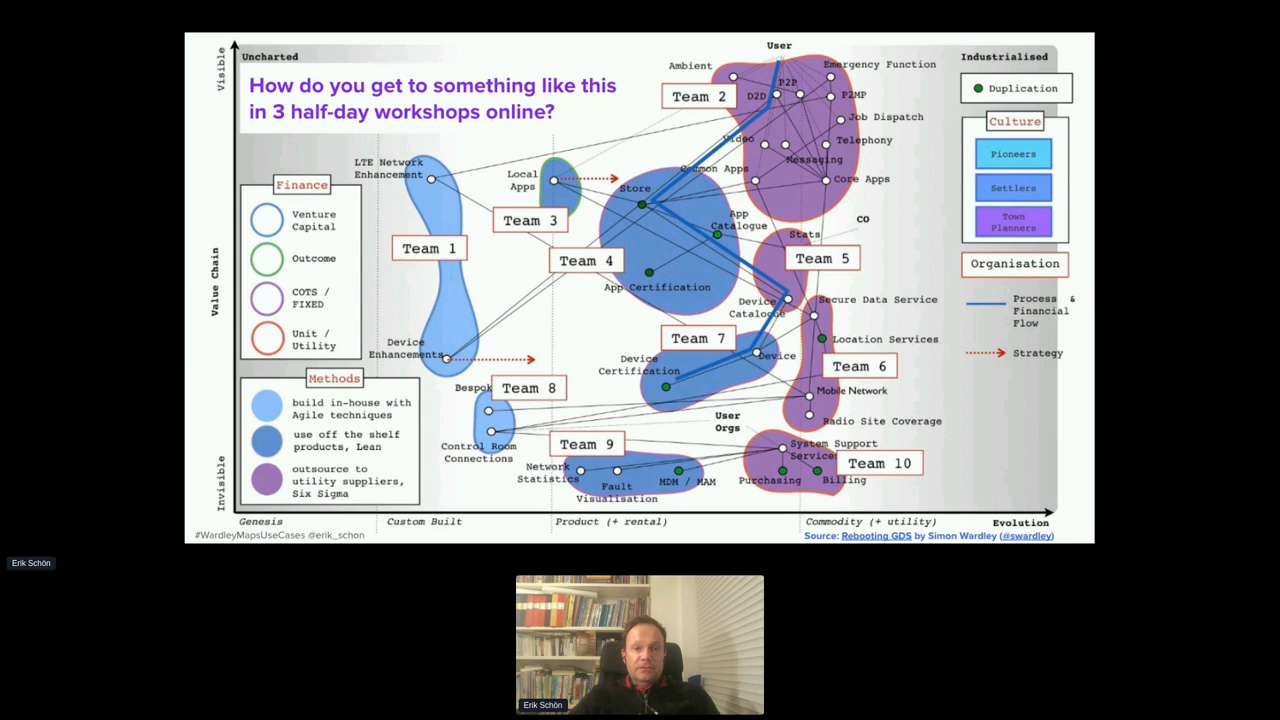 User
Visible
Uncharted
Industrialised
How do you get to something like this
in 3 half-day workshops online?
Ambient
Emergency Function
Team 2
D2D
P2P
P2MP
Duplication
Job Dispatch
Culture
Video
Telephony
Messaging
Pioneers
LTE Network
Enhancement
Local
Apps
Common Apps
Core Apps
Store
Settlers
Finance
Team 3
App
Catalogue
CO
Town
Planners
Venture
Capital
Team 1
Team 4
Stats
Team 5
Outcome
Organisation
App Certification
Value Chain
COTS /
FIXED
Device
Catalogue
Secure Data Service
Process &
Financial
Flow
Unit /
Utility
Device
Enhancements
Team 7
Location Services
Device
Certification
Device
Strategy
Team 6
Methods
Bespok
Team 8
Mobile Network
build in-house with
Agile techniques
User
Orgs
Radio Site Coverage
use off the shelf
products, Lean
Control Room
Connections
Team 9
System Support
Services
Team 10
outsource to
utility suppliers,
Six Sigma
Network
Statistics
Fault
Visualisation
MDM / MAM
Purchasing
Billing
Invisible
Genesis
Custom Built
Product (+ rental)
Commodity (+ utility)
Evolution
#WardleyMapsUseCases @erik_schon
Source: Rebooting GDS by Simon Wardley (@swardley)
Erik Schön
Erik Schön